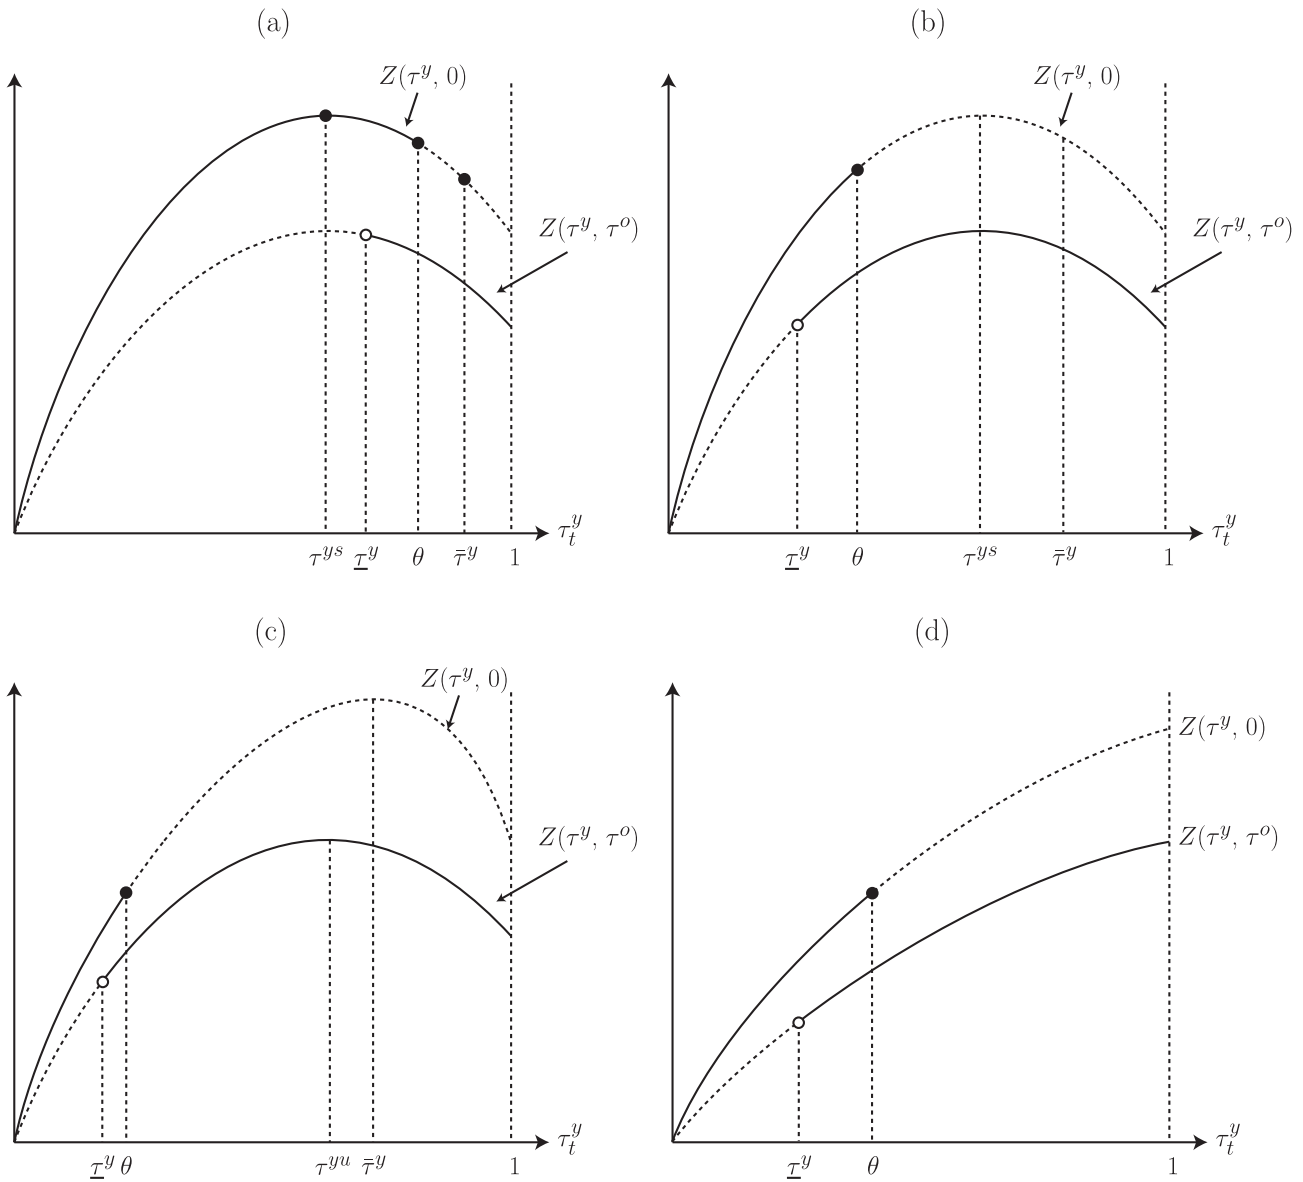 (a)
Z(τ^y, 0)
Z(τ^y, τ^o)
τ_t^y
τ^{ys} τ̲^y θ τ̄^y 1
(b)
Z(τ^y, 0)
Z(τ^y, τ^o)
τ_t^y
τ̲^y θ τ^{ys} τ̄^y 1
(c)
Z(τ^y, 0)
Z(τ^y, τ^o)
τ_t^y
τ̲^y θ τ^{yu} τ̿^y 1
(d)
Z(τ^y, 0)
Z(τ^y, τ^o)
τ_t^y
τ̲^y θ 1